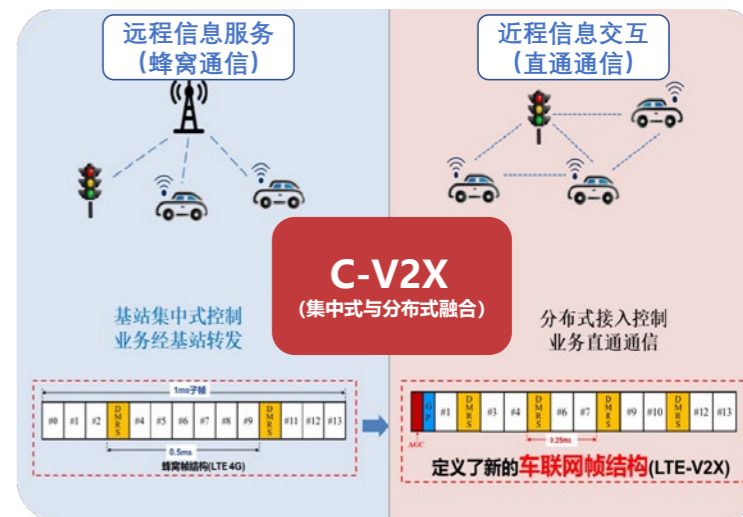 远程信息服务
（蜂窝通信）
近程信息交互
（直通通信）
C-V2X
（集中式与分布式融合）
基站集中式控制
业务经基站转发
分布式接入控制
业务直通通信
1ms子帧
#0 #1 #2 DMRS #4 #5 #6 #7 #8 #9 DMRS #11 #12 #13
0.5ms
蜂窝帧结构(LTE 4G)
GP #1 DMRS #3 #4 DMRS #6 #7 DMRS #9 #10 DMRS #12 #13
AGC
0.25ms
定义了新的车联网帧结构(LTE-V2X)